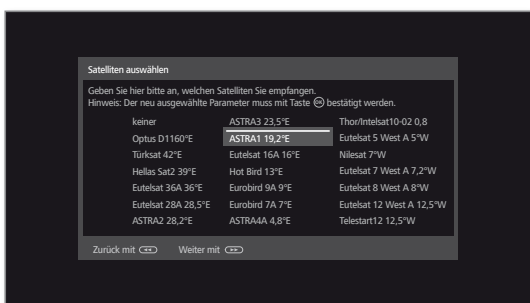 Satelliten auswählen
Geben Sie hier bitte an, welchen Satelliten Sie empfangen.
Hinweis: Der neu ausgewählte Parameter muss mit Taste OK bestätigt werden.
keiner ASTRA3 23,5°E Thor/Intelsat10-02 0,8
Optus D1160°E ASTRA1 19,2°E Eutelsat 5 West A 5°W
Türksat 42°E Eutelsat 16A 16°E Nilesat 7°W
Hellas Sat2 39°E Hot Bird 13°E Eutelsat 7 West A 7,2°W
Eutelsat 36A 36°E Eurobird 9A 9°E Eutelsat 8 West A 8°W
Eutelsat 28A 28,5°E Eurobird 7A 7°E Eutelsat 12 West A 12,5°W
ASTRA2 28,2°E ASTRA4A 4,8°E Telestart12 12,5°W
Zurück mit Weiter mit